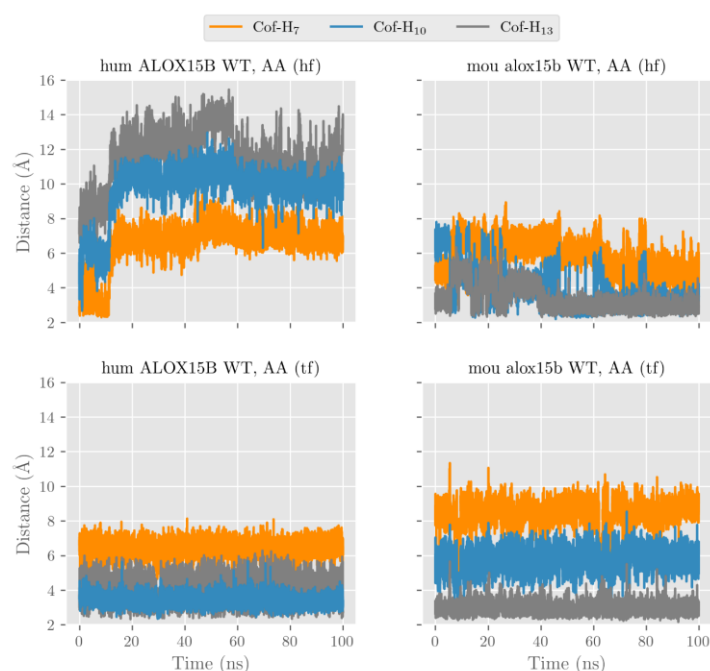 Cof-H₇ Cof-H₁₀ Cof-H₁₃
hum ALOX15B WT, AA (hf)
16
14
12
10
8
6
4
2
Distance (Å)
mou alox15b WT, AA (hf)
hum ALOX15B WT, AA (tf)
16
14
12
10
8
6
4
2
Distance (Å)
0 20 40 60 80 100
Time (ns)
mou alox15b WT, AA (tf)
0 20 40 60 80 100
Time (ns)